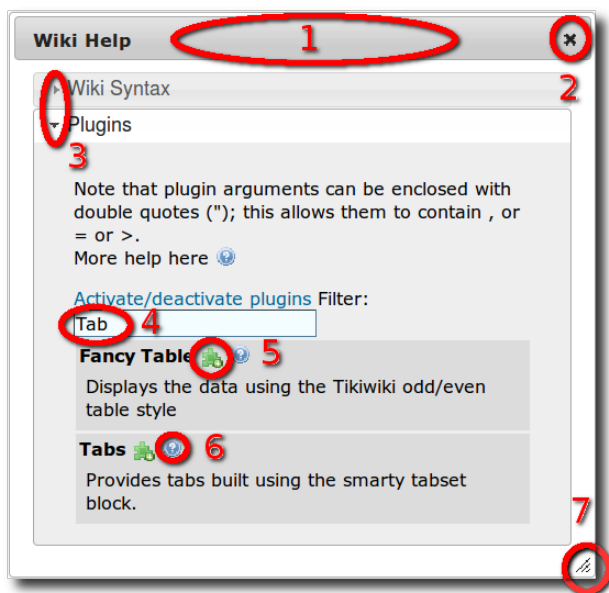 Wiki Help 1
2
Wiki Syntax
Plugins
3
Note that plugin arguments can be enclosed with
double quotes ("); this allows them to contain , or
= or >.
More help here
Activate/deactivate plugins Filter:
Tab 4
Fancy Table 5
Displays the data using the Tikiwiki odd/even
table style
Tabs 6
Provides tabs built using the smarty tabset
block.
7